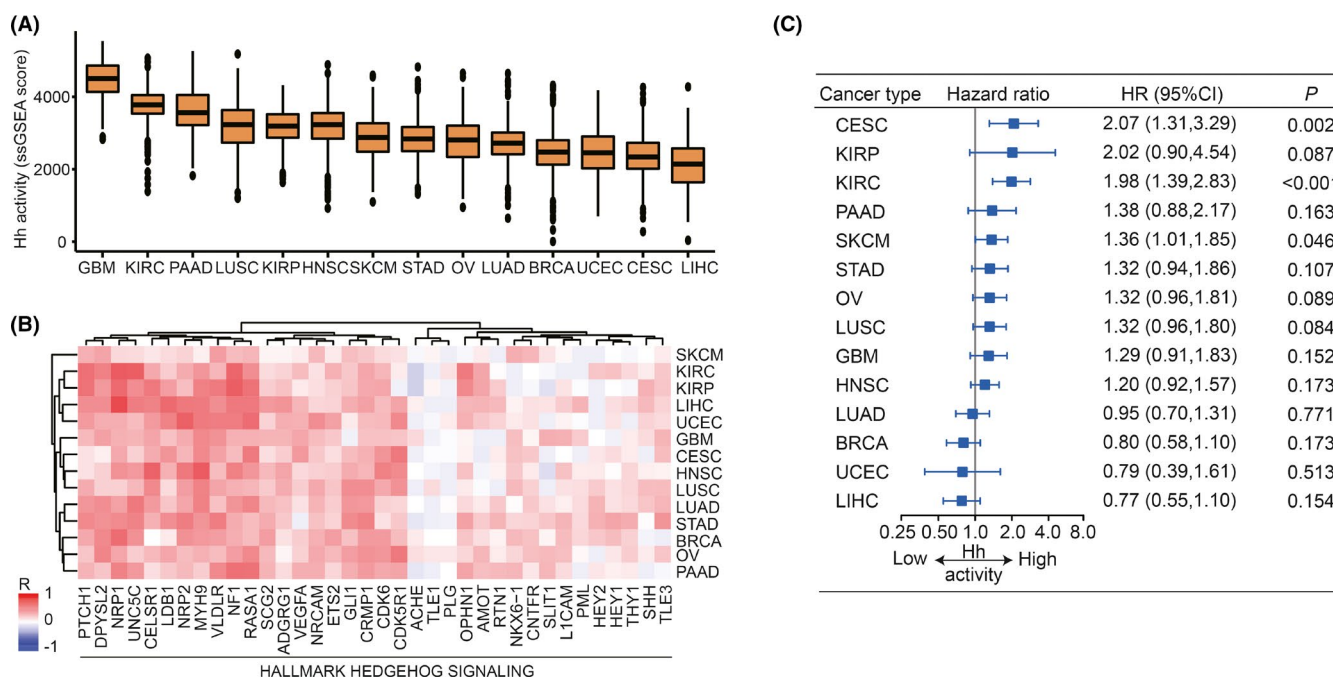 (A)
Hh activity (ssGSEA score)
4000
2000
0
GBM KIRC PAAD LUSC KIRP HNSC SKCM STAD OV LUAD BRCA UCEC CESC LIHC
(B)
SKCM
KIRC
KIRP
LIHC
UCEC
GBM
CESC
HNSC
LUSC
LUAD
STAD
BRCA
OV
PAAD
R
1
-1
PTCH1
DPYSL2
NRP1
UNC5C
CELSR1
LDB1
NRP2
MYH9
VLDLR
NF1
RASA1
SCG2
ADGRG1
VEGFA
NRCAM
ETS2
GLI1
CRMP1
CDK6
CDK5R1
ACHE
TLE1
PLG
OPHN1
AMOT
RTN1
NKX6-1
CNTFR
SLIT1
L1CAM
PML
HEY2
HEY1
THY1
SHH
TLE3
HALLMARK HEDGEHOG SIGNALING
(C)
Cancer type Hazard ratio HR (95%CI) P
CESC 2.07 (1.31,3.29) 0.002
KIRP 2.02 (0.90,4.54) 0.087
KIRC 1.98 (1.39,2.83) <0.001
PAAD 1.38 (0.88,2.17) 0.163
SKCM 1.36 (1.01,1.85) 0.046
STAD 1.32 (0.94,1.86) 0.107
OV 1.32 (0.96,1.81) 0.089
LUSC 1.32 (0.96,1.80) 0.084
GBM 1.29 (0.91,1.83) 0.152
HNSC 1.20 (0.92,1.57) 0.173
LUAD 0.95 (0.70,1.31) 0.771
BRCA 0.80 (0.58,1.10) 0.173
UCEC 0.79 (0.39,1.61) 0.513
LIHC 0.77 (0.55,1.10) 0.154
0.25 0.50 1.0 2.0 4.0 8.0
Low Hh High
activity